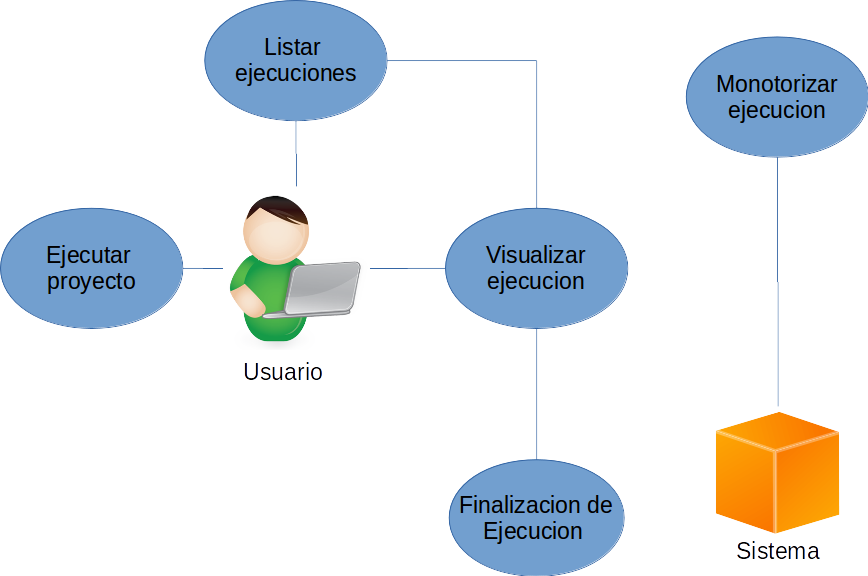 Listar
ejecuciones
Monotorizar
ejecucion
Ejecutar
proyecto
Visualizar
ejecucion
Usuario
Finalizacion de
Ejecucion
Sistema